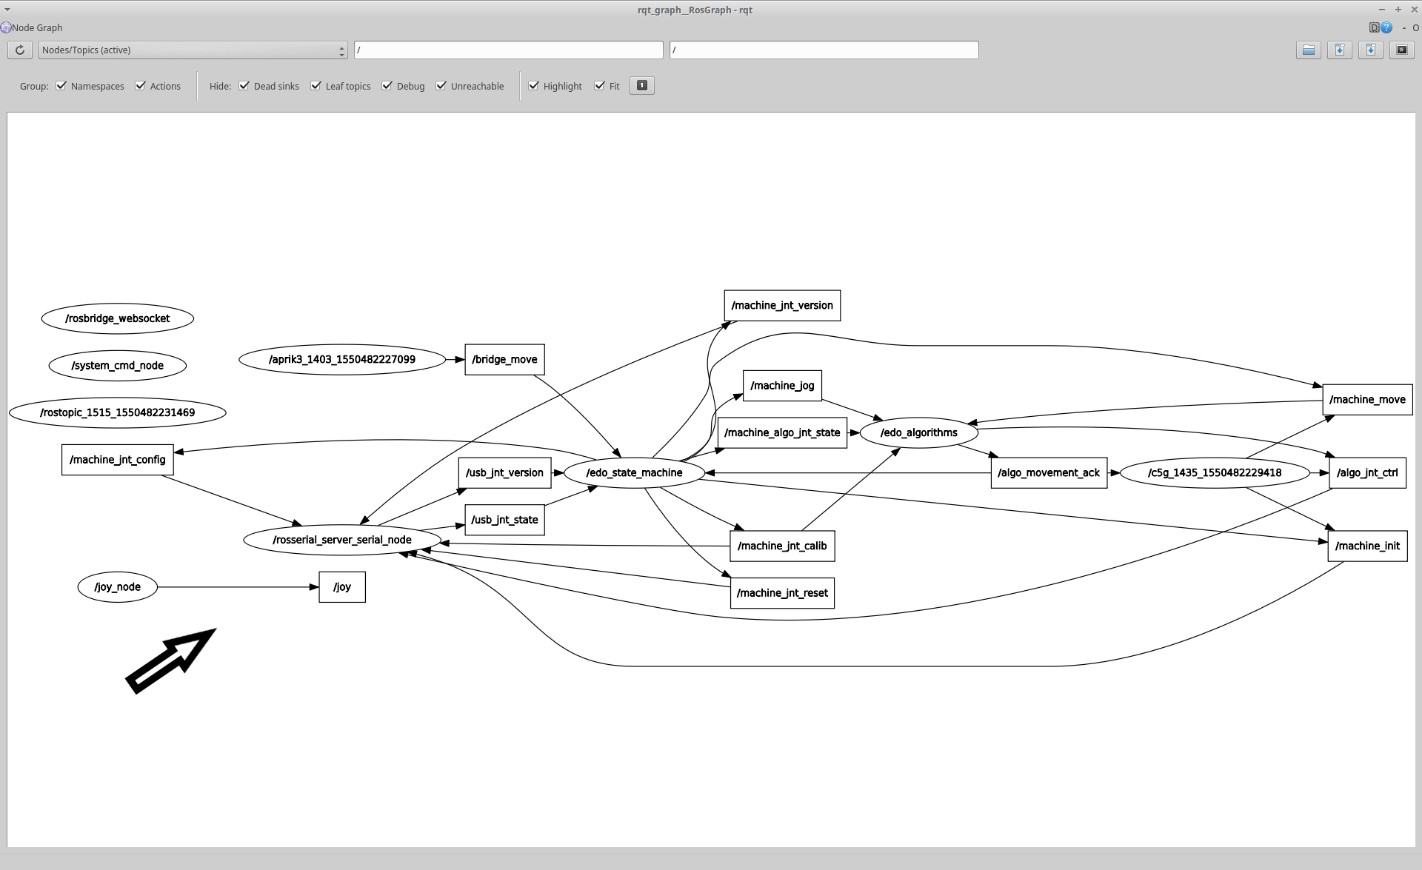 rqt_graph__RosGraph - rqt
Node Graph
Nodes/Topics (active)
/
/
Group: Namespaces Actions Hide: Dead sinks Leaf topics Debug Unreachable Highlight Fit
/machine_jnt_version
/rosbridge_websocket
/aprik3_1403_1550482227099
/bridge_move
/system_cmd_node
/machine_jog
/machine_move
/rostopic_1515_1550482231469
/machine_algo_jnt_state
/edo_algorithms
/machine_jnt_config
/usb_jnt_version
/edo_state_machine
/algo_movement_ack
/c5g_1435_1550482229418
/algo_jnt_ctrl
/usb_jnt_state
/rosserial_server_serial_node
/machine_jnt_calib
/machine_init
/joy_node
/joy
/machine_jnt_reset